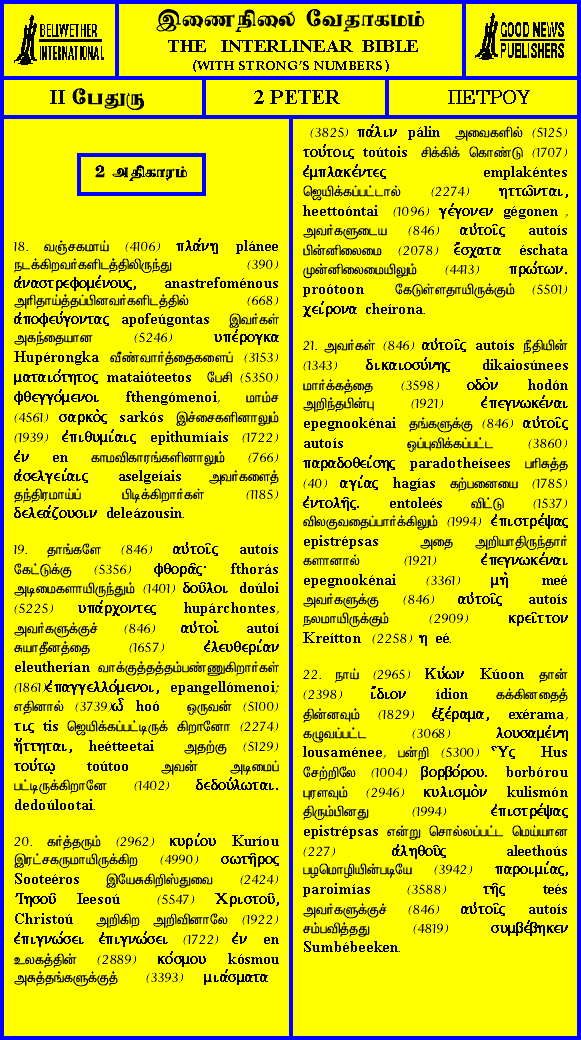 BELLWETHER
INTERNATIONAL
இணைநிலை வேதாகமம்
THE INTERLINEAR BIBLE
(WITH STRONG'S NUMBERS)
GOOD NEWS
PUBLISHERS
II பேதுரு
2 PETER
ΠΕΤΡΟΥ
2 அதிகாரம்
18. வஞ்சகமாய் (4106) πλάνῃ plánee
நடக்கிறவர்களிடத்திலிருந்து (390)
ἀναστρεφομένους, anastrefoménous
அரிதாய்த்தப்பினவர்களிடத்தில் (668)
ἀποφεύγοντας apofeúgontas இவர்கள்
அகந்தையான (5246) υπέρογκα
Hupérongka வீண்வார்த்தைகளைப் (3153)
ματαιότητος mataióteetos பேசி (5350)
φθεγγόμενοι fthengómenoi, மாம்ச
(4561) σαρκὸς sarkós இச்சைகளினாலும்
(1939) ἐπιθυμίαις epithumíais (1722)
ἐν en காமவிகாரங்களினாலும் (766)
ἀσελγείαις aselgeíais அவர்களைத்
தந்திரமாய்ப் பிடிக்கிறார்கள் (1185)
δελεάζουσιν deleázousin.
19. தாங்களே (846) αὐτοῖς autoís
கேட்டுக்கு (5356) φθορᾶς· fthorás
அடிமைகளாயிருந்தும் (1401) δοῦλοι doúloi
(5225) υπάρχοντες hupárchontes,
அவர்களுக்குச் (846) αὐτοὶ autoí
சுயாதீனத்தை (1657) ἐλευθερίαν
eleutherían வாக்குத்தத்தம்பண்ணுகிறார்கள்
(1861)ἐπαγγελλόμενοι, epangellómenoi;
எதினால் (3739)ᾧ hoó ஒருவன் (5100)
τις tis ஜெயிக்கப்பட்டிருக் கிறானோ (2274)
ἥττηται, heétteetai அதற்கு (5129)
τούτῳ toútoo அவன் அடிமைப்
பட்டிருக்கிறானே (1402) δεδούλωται.
dedoúlootai.
20. கர்த்தரும் (2962) κυρίου Kuríou
இரட்சகருமாயிருக்கிற (4990) σωτῆρος
Sooteéros இயேசுகிறிஸ்துவை (2424)
Ἰησοῦ Ieesoú (5547) Χριστοῦ,
Christoú அறிகிற அறிவினாலே (1922)
ἐπιγνώσει ἐπιγνώσει (1722) ἐν en
உலகத்தின் (2889) κόσμου kósmou
அசுத்தங்களுக்குத் (3393) μιάσματα
(3825) πάλιν pálin அவைகளில் (5125)
τούτοις toútois சிக்கிக் கொண்டு (1707)
ἐμπλακέντες emplakéntes
ஜெயிக்கப்பட்டால் (2274) ηττῶνται,
heettoóntai (1096) γέγονεν gégonen ,
அவர்களுடைய (846) αὐτοῖς autoís
பின்னிலைமை (2078) ἔσχατα éschata
முன்னிலைமையிலும் (4413) πρώτων.
proótoon கேடுள்ளதாயிருக்கும் (5501)
χείρονα cheírona.
21. அவர்கள் (846) αὐτοῖς autoís நீதியின்
(1343) δικαιοσύνης dikaiosúnees
மார்க்கத்தை (3598) οδὸν hodón
அறிந்தபின்பு (1921) ἐπεγνωκέναι
epegnookénai தங்களுக்கு (846) αὐτοῖς
autoís ஒப்புவிக்கப்பட்ட (3860)
παραδοθείσης paradotheísees பரிசுத்த
(40) αγίας hagías கற்பனையை (1785)
ἐντολῆς. entoleés விட்டு (1537)
விலகுவதைப்பார்க்கிலும் (1994) ἐπιστρέψας
epistrépsas அதை அறியாதிருந்தார்
களானால் (1921) ἐπεγνωκέναι
epegnookénai (3361) μὴ meé
அவர்களுக்கு (846) αὐτοῖς autoís
நலமாயிருக்கும் (2909) κρεῖττον
Kreítton (2258) η eé.
22. நாய் (2965) Κύων Kúoon தான்
(2398) ἴδιον ídion கக்கினதைத்
தின்னவும் (1829) ἐξέραμα, exérama,
கழுவப்பட்ட (3068) λουσαμένη
lousaménee, பன்றி (5300) Ὓς Hus
சேற்றிலே (1004) βορβόρου. borbórou
புரளவும் (2946) κυλισμὸν kulismón
திரும்பினது (1994) ἐπιστρέψας
epistrépsas என்று சொல்லப்பட்ட மெய்யான
(227) ἀληθοῦς aleethoús
பழமொழியின்படியே (3942) παροιμίας,
paroimías (3588) τῆς teés
அவர்களுக்குச் (846) αὐτοῖς autoís
சம்பவித்தது (4819) συμβέβηκεν
Sumbébeeken.